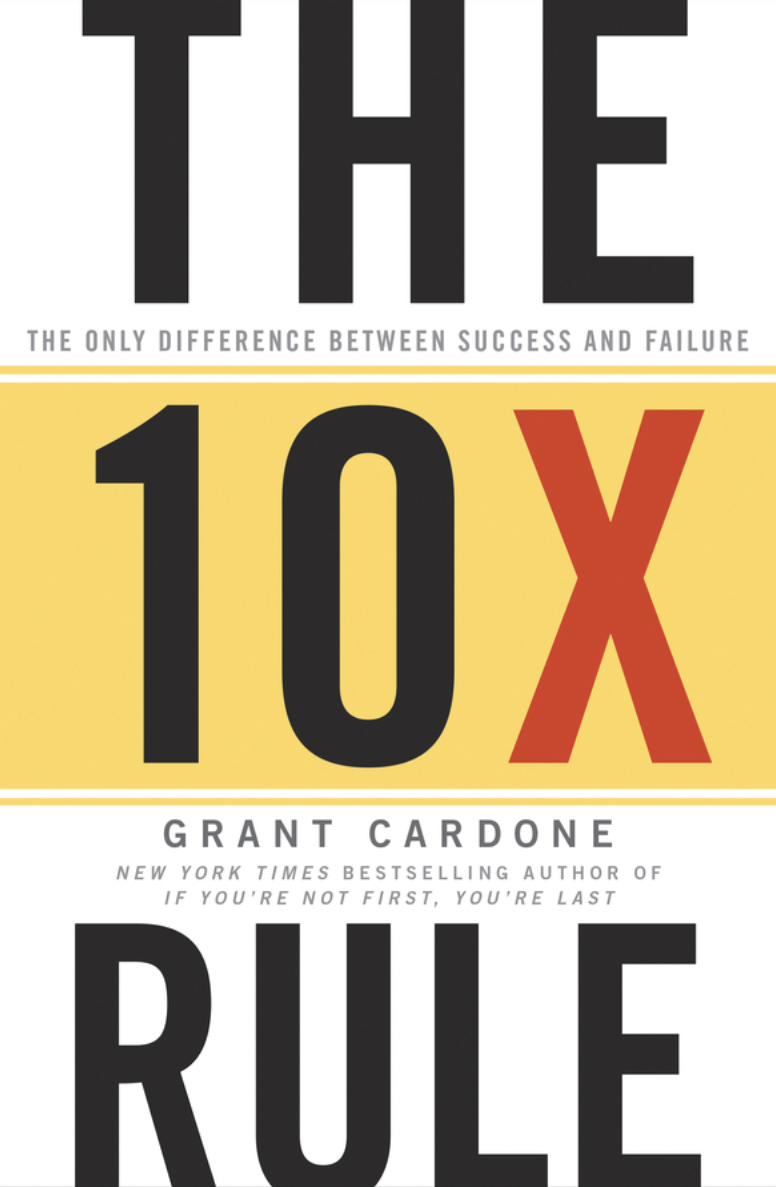 THE
THE ONLY DIFFERENCE BETWEEN SUCCESS AND FAILURE
10X
GRANT CARDONE
NEW YORK TIMES BESTSELLING AUTHOR OF
IF YOU'RE NOT FIRST, YOU'RE LAST
RULE